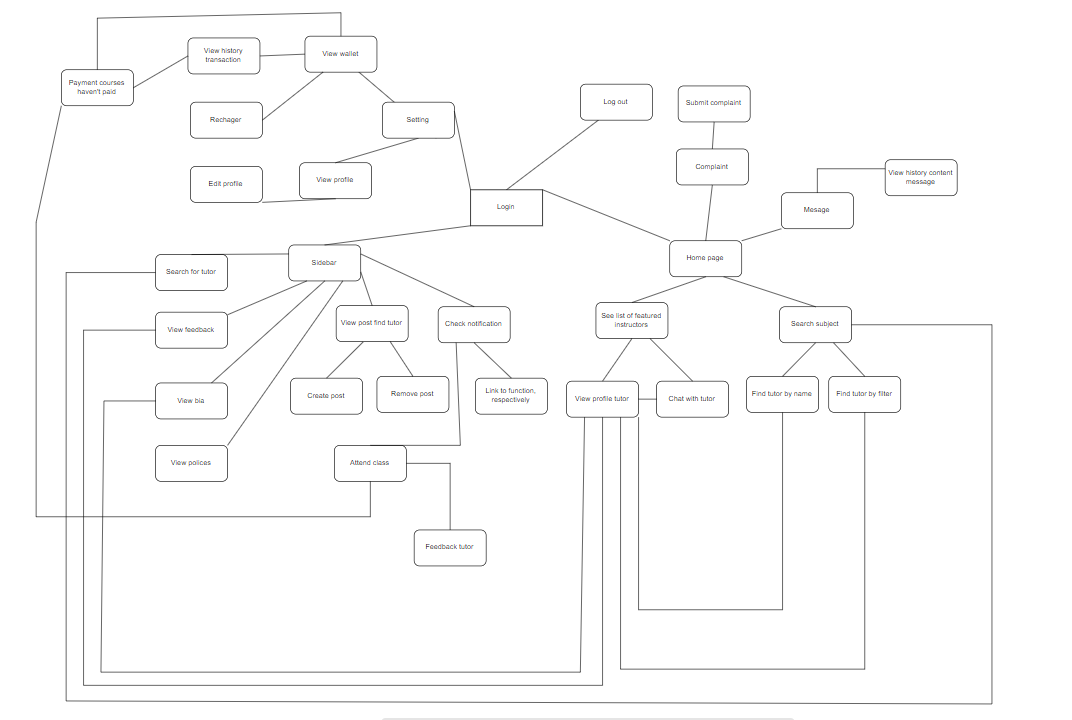 View history
transaction
View wallet
Payment courses
haven't paid
Rechager
Setting
Log out
Submit complaint
Edit profile
View profile
Complaint
View history content
message
Login
Mesage
Search for tutor
Sidebar
Home page
View feedback
View post find tutor
Check notification
See list of featured
instructors
Search subject
View bia
Create post
Remove post
Link to function,
respectively
View profile tutor
Chat with tutor
Find tutor by name
Find tutor by filter
View polices
Attend class
Feedback tutor